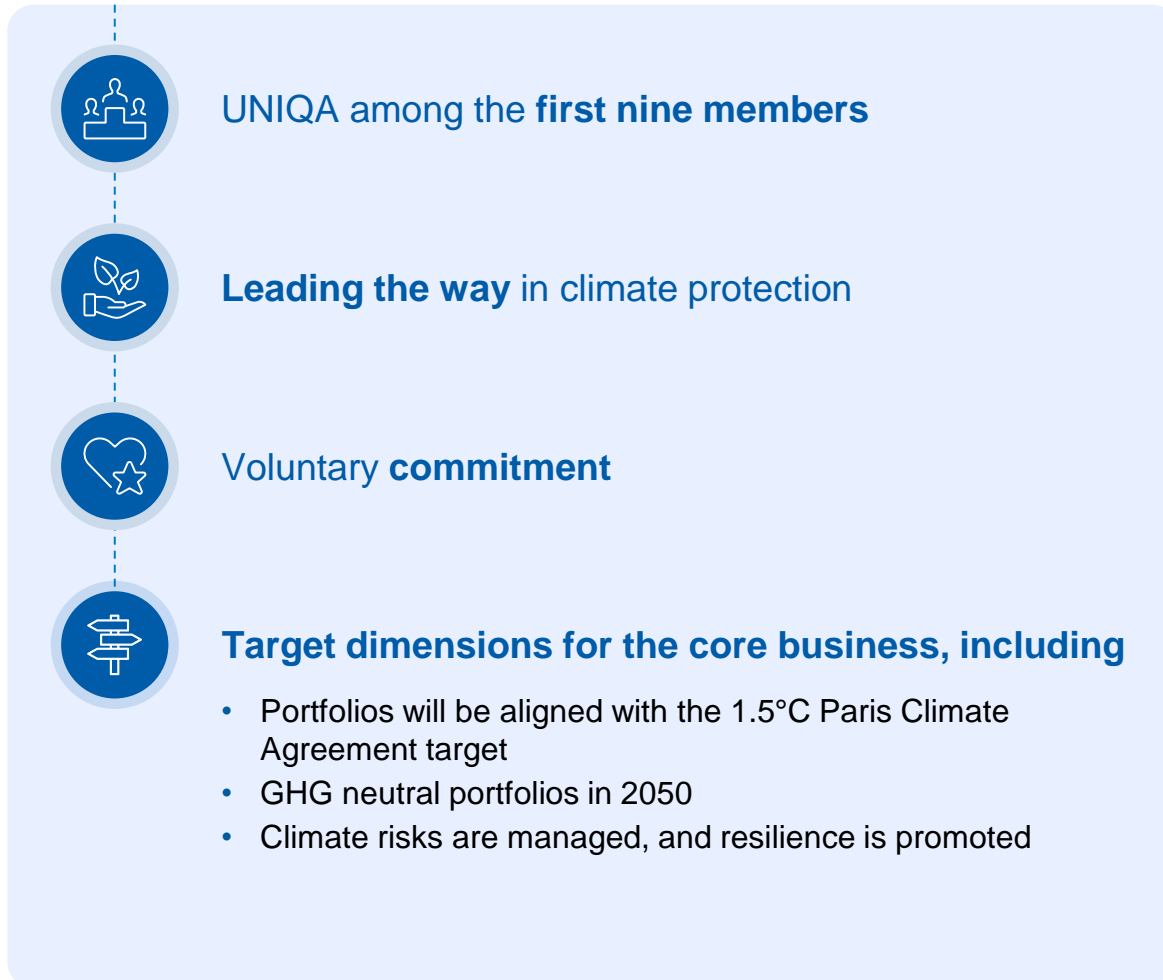 UNIQA among the first nine members
Leading the way in climate protection
Voluntary commitment
Target dimensions for the core business, including
• Portfolios will be aligned with the 1.5°C Paris Climate
Agreement target
• GHG neutral portfolios in 2050
• Climate risks are managed, and resilience is promoted